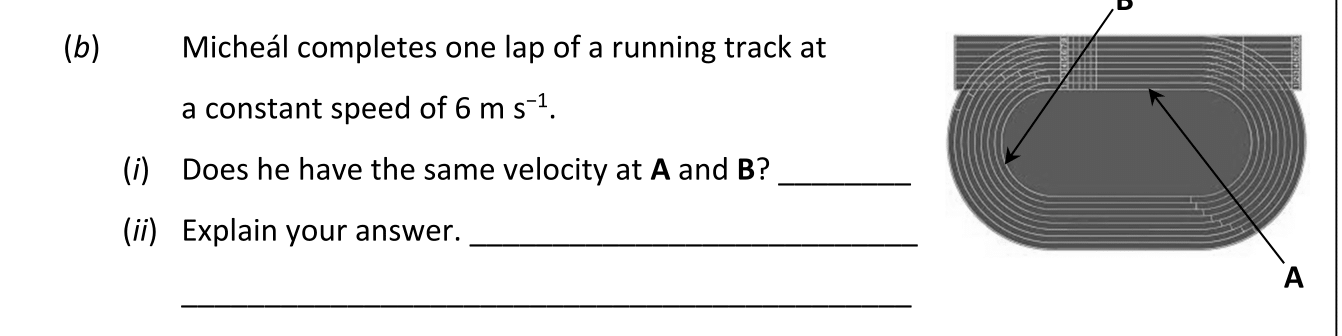 B
(b) Micheál completes one lap of a running track at
a constant speed of 6 m s⁻¹.
(i) Does he have the same velocity at A and B? ________
(ii) Explain your answer. ____________________________
______________________________________________
A